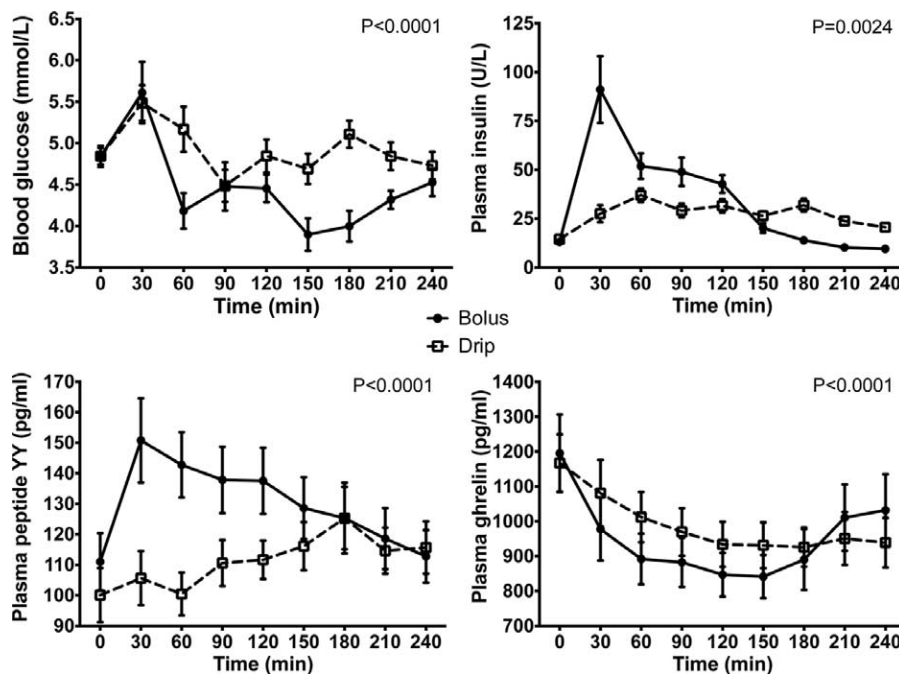 P<0.0001
Blood glucose (mmol/L)
6.5
6.0
5.5
5.0
4.5
4.0
3.5
0 30 60 90 120 150 180 210 240
Time (min)
P=0.0024
Plasma insulin (U/L)
125
100
75
50
25
0
0 30 60 90 120 150 180 210 240
Time (min)
Bolus
Drip
P<0.0001
Plasma peptide YY (pg/ml)
170
160
150
140
130
120
110
100
90
0 30 60 90 120 150 180 210 240
Time (min)
P<0.0001
Plasma ghrelin (pg/ml)
1400
1300
1200
1100
1000
900
800
700
0 30 60 90 120 150 180 210 240
Time (min)